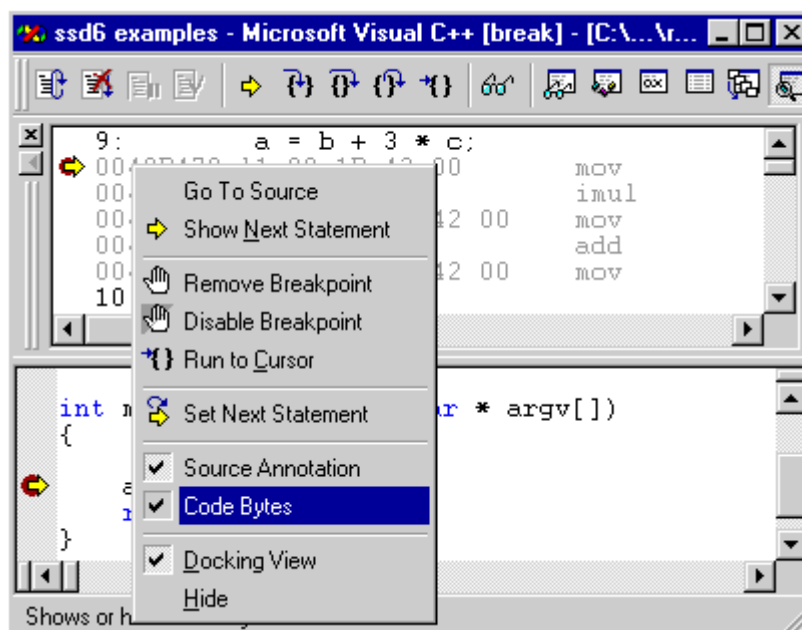 ssd6 examples - Microsoft Visual C++ [break] - [C:\...\r...
9: a = b + 3 * c;
mov
imul
42 00 mov
add
42 00 mov
10
Go To Source
Show Next Statement
Remove Breakpoint
Disable Breakpoint
Run to Cursor
Set Next Statement
Source Annotation
Code Bytes
Docking View
Hide
int * argv[])
{
}
Shows or